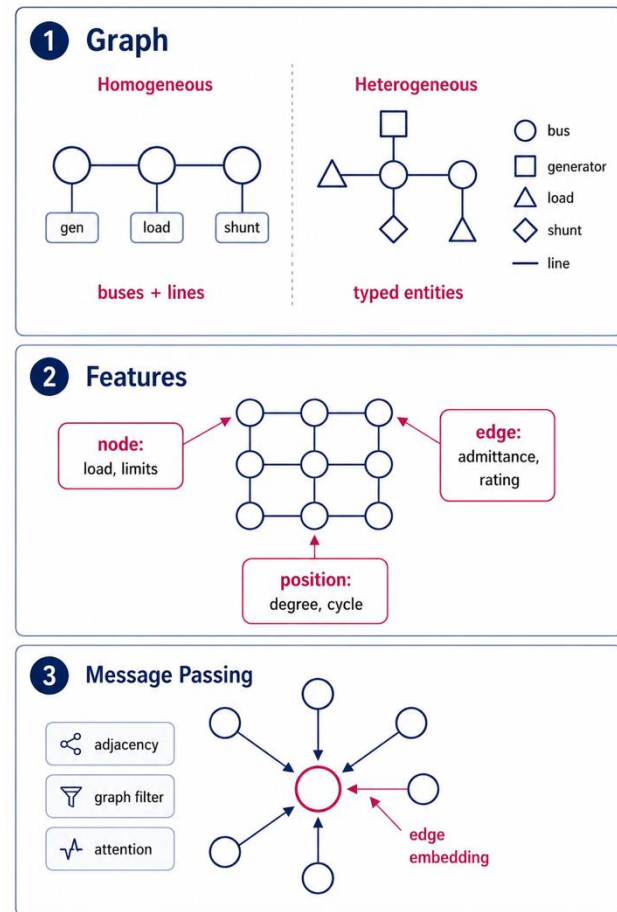 1 Graph
Homogeneous
gen
load
shunt
buses + lines
Heterogeneous
bus
generator
load
shunt
line
typed entities
2 Features
node:
load, limits
edge:
admittance,
rating
position:
degree, cycle
3 Message Passing
adjacency
graph filter
attention
edge
embedding